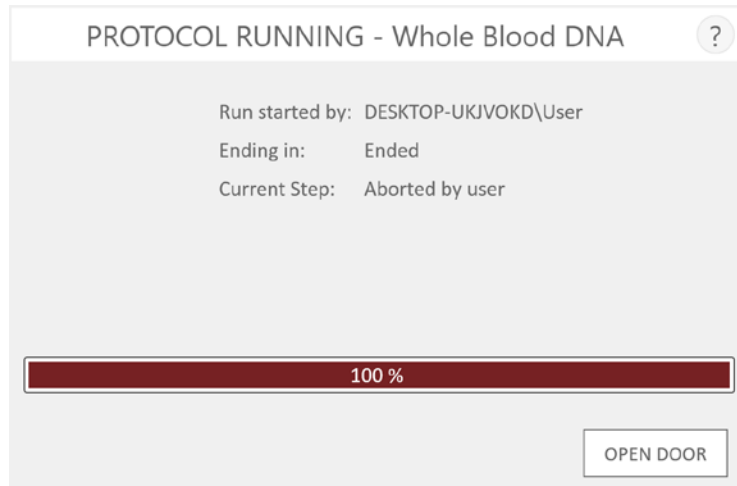 PROTOCOL RUNNING - Whole Blood DNA ?
Run started by: DESKTOP-UKJVOKD\User
Ending in: Ended
Current Step: Aborted by user
100 %
OPEN DOOR